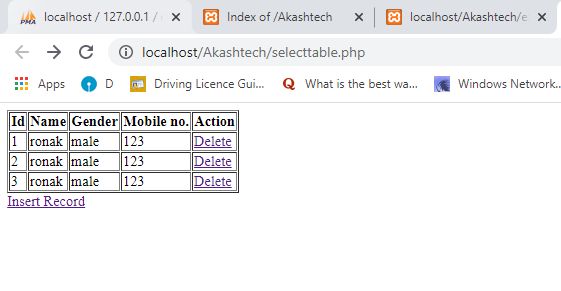 localhost / 127.0.0.1 /
Index of /Akashtech
localhost/Akashtech/e
localhost/Akashtech/selecttable.php
Apps D Driving Licence Gui... What is the best wa... Windows Network.
Id Name Gender Mobile no. Action
1 ronak male 123 Delete
2 ronak male 123 Delete
3 ronak male 123 Delete
Insert Record